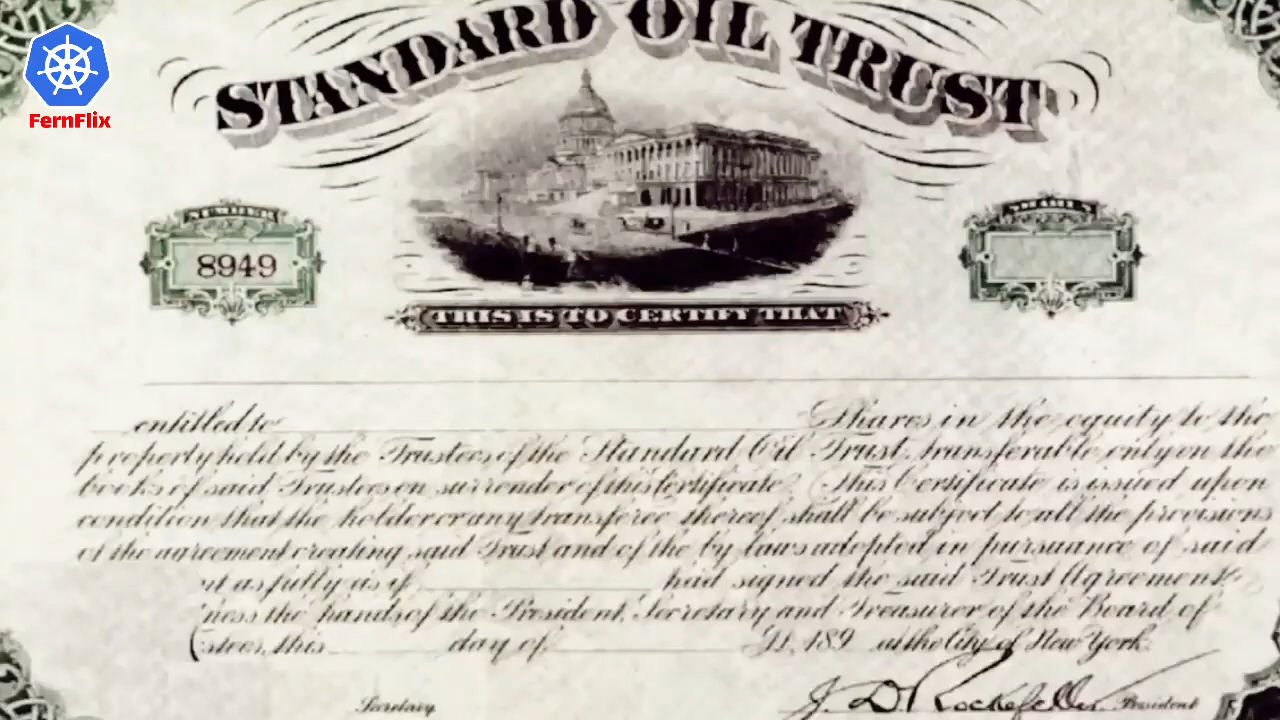 FernFlix
STANDARD OIL TRUST
NUMBER
SHARES
8949
THIS IS TO CERTIFY THAT
entitled to Shares in the equity to the
property held by the Trustees of the Standard Oil Trust, transferable only on the
books of said Trustees on surrender of this Certificate. This Certificate is issued upon
condition that the holder or any transferee thereof shall be subject to all the provisions
of the agreement creating said Trust and of the by-laws adopted in pursuance of said
t as fully as if had signed the said Trust Agreement.
ness the hands of the President, Secretary and Treasurer of the Board of
stees, this day of 189 at the City of New York.
Secretary J. D. Rockefeller President